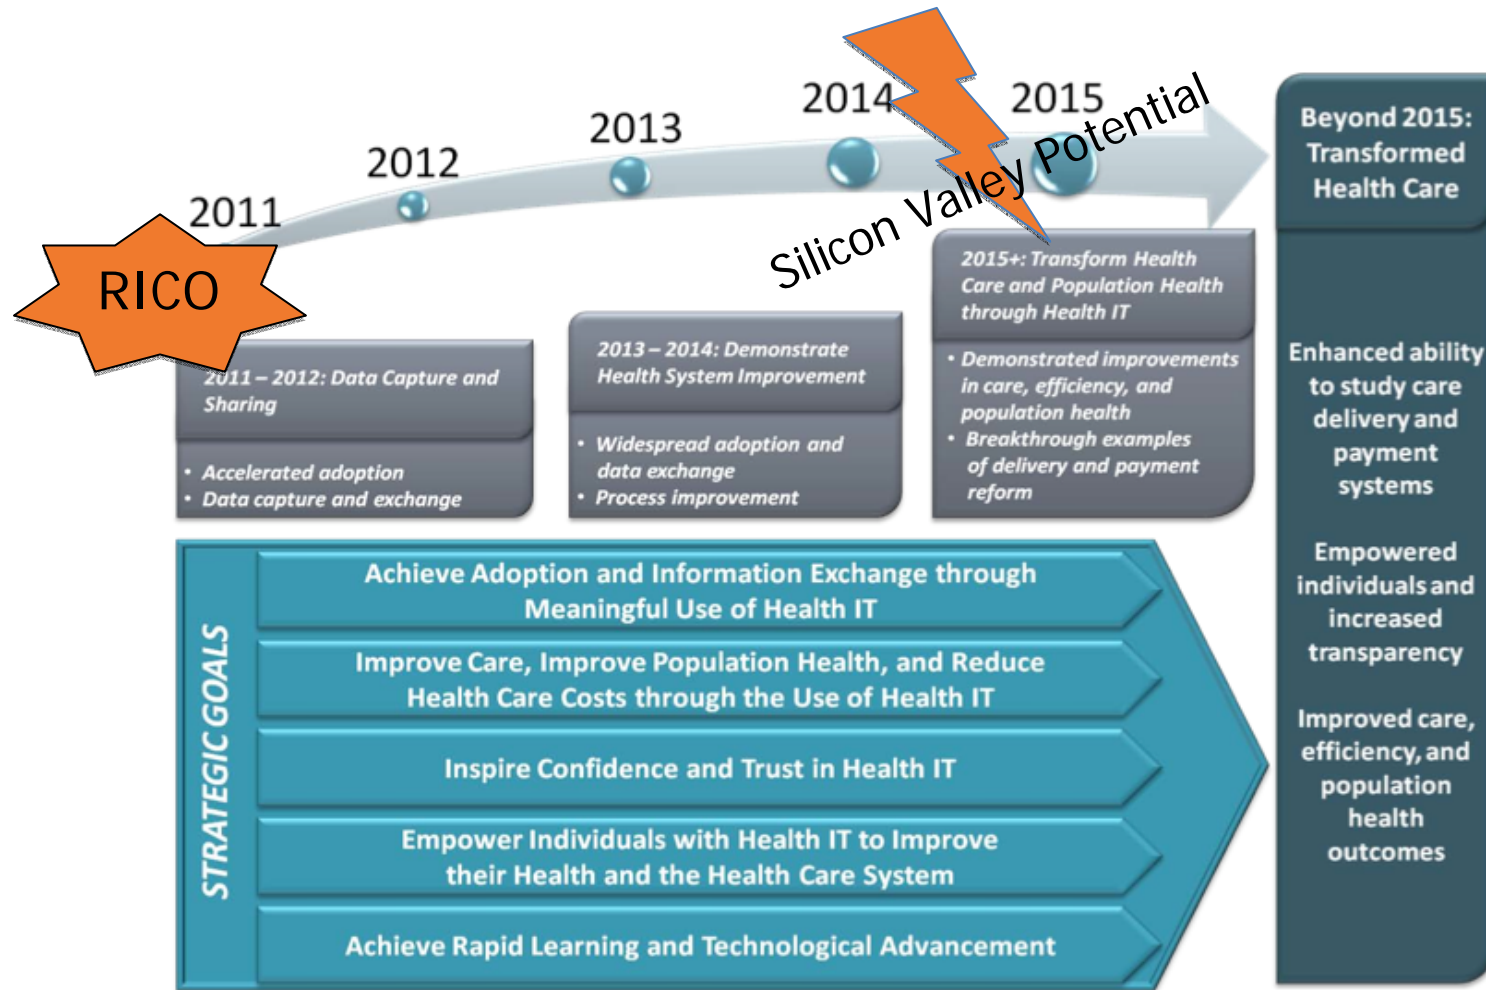 2011
2012
2013
2014
2015
Silicon Valley Potential
RICO
2011 – 2012: Data Capture and
Sharing
• Accelerated adoption
• Data capture and exchange
2013 – 2014: Demonstrate
Health System Improvement
• Widespread adoption and
data exchange
• Process improvement
2015+: Transform Health
Care and Population Health
through Health IT
• Demonstrated improvements
in care, efficiency, and
population health
• Breakthrough examples
of delivery and payment
reform
Beyond 2015:
Transformed
Health Care
Enhanced ability
to study care
delivery and
payment
systems
Empowered
individuals and
increased
transparency
Improved care,
efficiency, and
population
health
outcomes
STRATEGIC GOALS
Achieve Adoption and Information Exchange through
Meaningful Use of Health IT
Improve Care, Improve Population Health, and Reduce
Health Care Costs through the Use of Health IT
Inspire Confidence and Trust in Health IT
Empower Individuals with Health IT to Improve
their Health and the Health Care System
Achieve Rapid Learning and Technological Advancement